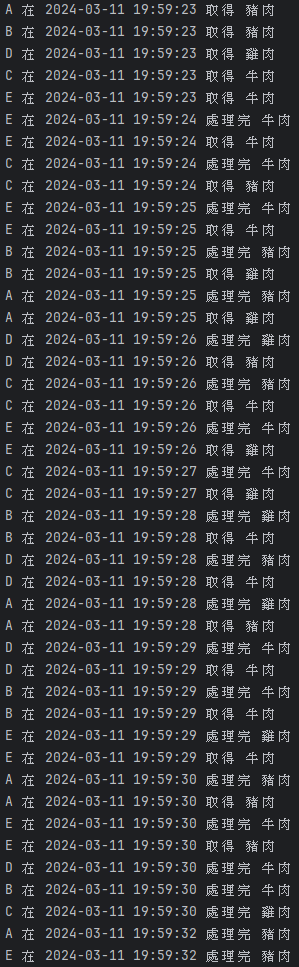 A 在 2024-03-11 19:59:23 取得 豬肉
B 在 2024-03-11 19:59:23 取得 豬肉
D 在 2024-03-11 19:59:23 取得 雞肉
C 在 2024-03-11 19:59:23 取得 牛肉
E 在 2024-03-11 19:59:23 取得 牛肉
E 在 2024-03-11 19:59:24 處理完 牛肉
E 在 2024-03-11 19:59:24 取得 牛肉
C 在 2024-03-11 19:59:24 處理完 牛肉
C 在 2024-03-11 19:59:24 取得 豬肉
E 在 2024-03-11 19:59:25 處理完 牛肉
E 在 2024-03-11 19:59:25 取得 牛肉
B 在 2024-03-11 19:59:25 處理完 豬肉
B 在 2024-03-11 19:59:25 取得 雞肉
A 在 2024-03-11 19:59:25 處理完 豬肉
A 在 2024-03-11 19:59:25 取得 雞肉
D 在 2024-03-11 19:59:26 處理完 雞肉
D 在 2024-03-11 19:59:26 取得 豬肉
C 在 2024-03-11 19:59:26 處理完 豬肉
C 在 2024-03-11 19:59:26 取得 牛肉
E 在 2024-03-11 19:59:26 處理完 牛肉
E 在 2024-03-11 19:59:26 取得 雞肉
C 在 2024-03-11 19:59:27 處理完 牛肉
C 在 2024-03-11 19:59:27 取得 雞肉
B 在 2024-03-11 19:59:28 處理完 雞肉
B 在 2024-03-11 19:59:28 取得 牛肉
D 在 2024-03-11 19:59:28 處理完 豬肉
D 在 2024-03-11 19:59:28 取得 牛肉
A 在 2024-03-11 19:59:28 處理完 雞肉
A 在 2024-03-11 19:59:28 取得 豬肉
D 在 2024-03-11 19:59:29 處理完 牛肉
D 在 2024-03-11 19:59:29 取得 牛肉
B 在 2024-03-11 19:59:29 處理完 牛肉
B 在 2024-03-11 19:59:29 取得 牛肉
E 在 2024-03-11 19:59:29 處理完 雞肉
E 在 2024-03-11 19:59:29 取得 牛肉
A 在 2024-03-11 19:59:30 處理完 豬肉
A 在 2024-03-11 19:59:30 取得 豬肉
E 在 2024-03-11 19:59:30 處理完 牛肉
E 在 2024-03-11 19:59:30 取得 豬肉
D 在 2024-03-11 19:59:30 處理完 牛肉
B 在 2024-03-11 19:59:30 處理完 牛肉
C 在 2024-03-11 19:59:30 處理完 雞肉
A 在 2024-03-11 19:59:32 處理完 豬肉
E 在 2024-03-11 19:59:32 處理完 豬肉